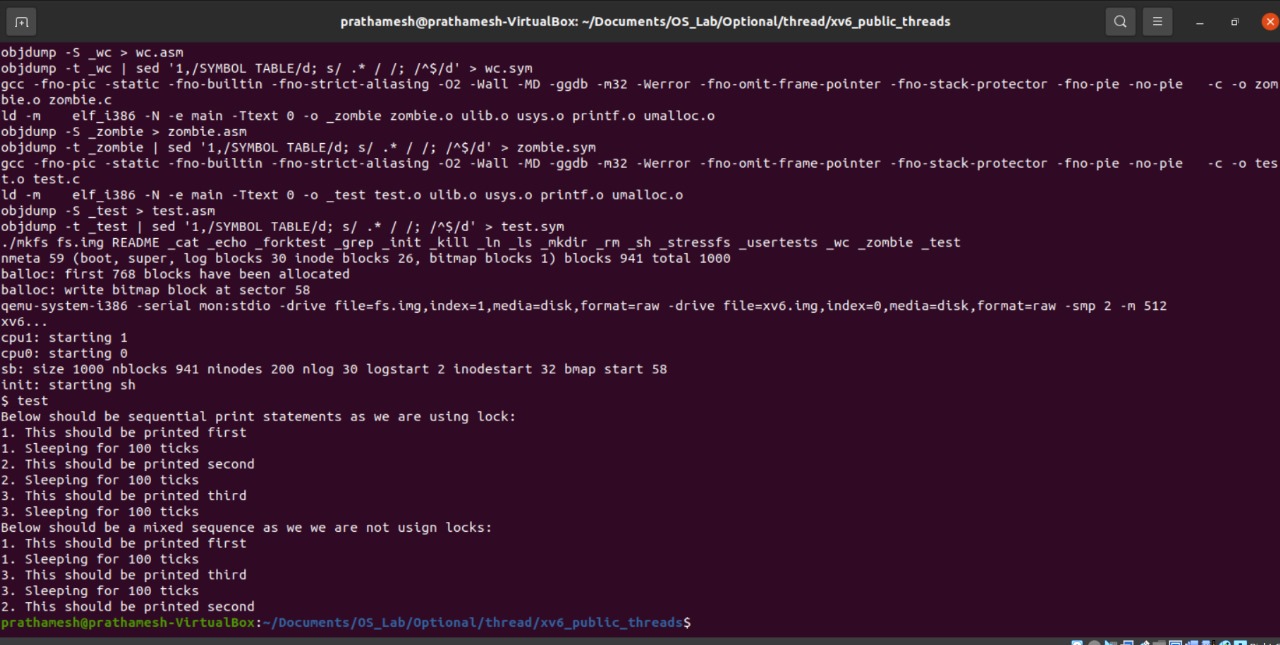 prathamesh@prathamesh-VirtualBox: ~/Documents/OS_Lab/Optional/thread/xv6_public_threads
objdump -S _wc > wc.asm
objdump -t _wc | sed '1,/SYMBOL TABLE/d; s/ .* / /; /^$/d' > wc.sym
gcc -fno-pic -static -fno-builtin -fno-strict-aliasing -O2 -Wall -MD -ggdb -m32 -Werror -fno-omit-frame-pointer -fno-stack-protector -fno-pie -no-pie   -c -o zom
bie.o zombie.c
ld -m    elf_i386 -N -e main -Ttext 0 -o _zombie zombie.o ulib.o usys.o printf.o umalloc.o
objdump -S _zombie > zombie.asm
objdump -t _zombie | sed '1,/SYMBOL TABLE/d; s/ .* / /; /^$/d' > zombie.sym
gcc -fno-pic -static -fno-builtin -fno-strict-aliasing -O2 -Wall -MD -ggdb -m32 -Werror -fno-omit-frame-pointer -fno-stack-protector -fno-pie -no-pie   -c -o tes
t.o test.c
ld -m    elf_i386 -N -e main -Ttext 0 -o _test test.o ulib.o usys.o printf.o umalloc.o
objdump -S _test > test.asm
objdump -t _test | sed '1,/SYMBOL TABLE/d; s/ .* / /; /^$/d' > test.sym
./mkfs fs.img README _cat _echo _forktest _grep _init _kill _ln _ls _mkdir _rm _sh _stressfs _usertests _wc _zombie _test
nmeta 59 (boot, super, log blocks 30 inode blocks 26, bitmap blocks 1) blocks 941 total 1000
balloc: first 768 blocks have been allocated
balloc: write bitmap block at sector 58
qemu-system-i386 -serial mon:stdio -drive file=fs.img,index=1,media=disk,format=raw -drive file=xv6.img,index=0,media=disk,format=raw -smp 2 -m 512
xv6...
cpu1: starting 1
cpu0: starting 0
sb: size 1000 nblocks 941 ninodes 200 nlog 30 logstart 2 inodestart 32 bmap start 58
init: starting sh
$ test
Below should be sequential print statements as we are using lock:
1. This should be printed first
1. Sleeping for 100 ticks
2. This should be printed second
2. Sleeping for 100 ticks
3. This should be printed third
3. Sleeping for 100 ticks
Below should be a mixed sequence as we we are not usign locks:
1. This should be printed first
1. Sleeping for 100 ticks
3. This should be printed third
3. Sleeping for 100 ticks
2. This should be printed second
prathamesh@prathamesh-VirtualBox:~/Documents/OS_Lab/Optional/thread/xv6_public_threads$